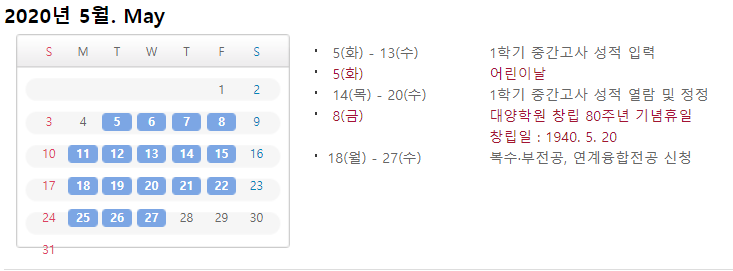 2020년 5월. May
S M T W T F S
1 2
3 4 5 6 7 8 9
10 11 12 13 14 15 16
17 18 19 20 21 22 23
24 25 26 27 28 29 30
31
5(화) - 13(수) 1학기 중간고사 성적 입력
5(화) 어린이날
14(목) - 20(수) 1학기 중간고사 성적 열람 및 정정
8(금) 대양학원 창립 80주년 기념휴일
창립일 : 1940. 5. 20
18(월) - 27(수) 복수·부전공, 연계융합전공 신청